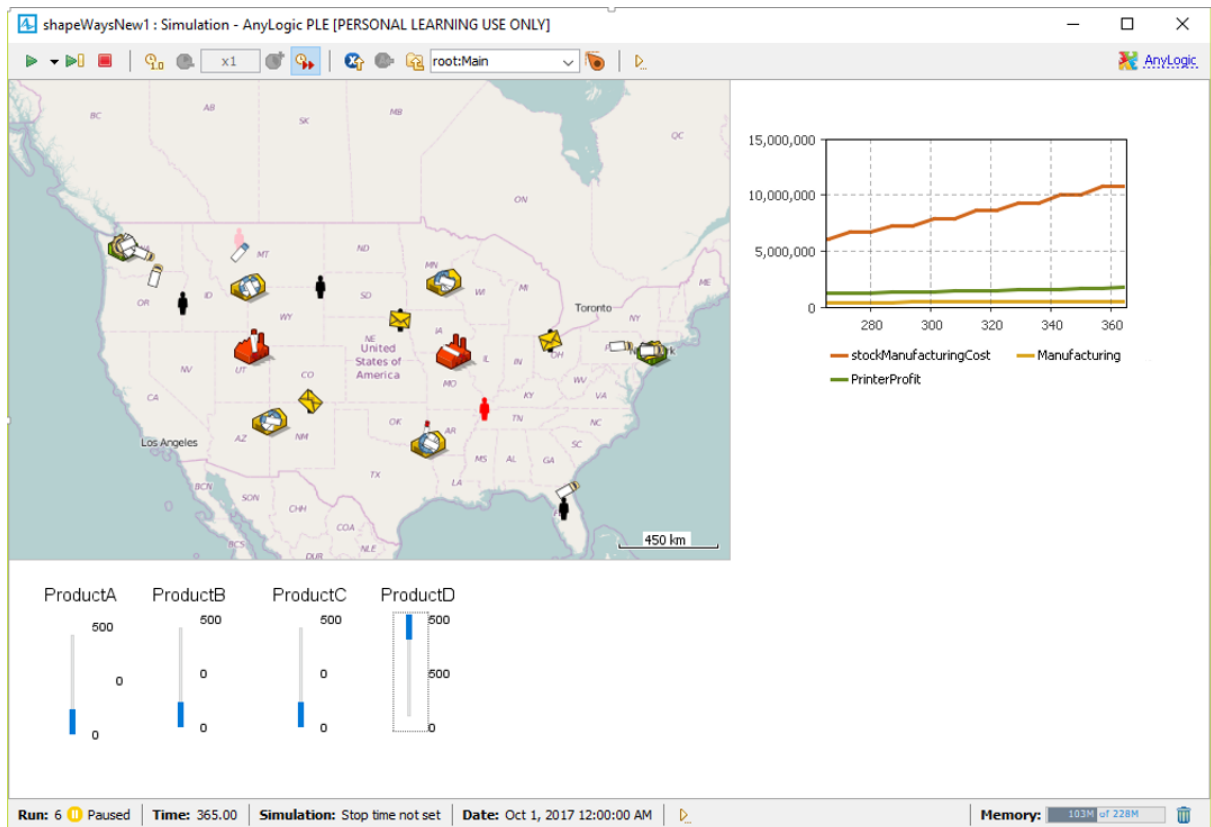 shapeWaysNew1 : Simulation - AnyLogic PLE [PERSONAL LEARNING USE ONLY]
x1
root:Main
AnyLogic
BC
AB
SK
MB
QC
ON
MT
ND
MN
OR
ID
SD
WI
MI
ME
Toronto
WY
IA
NY
NE
United
States of
America
NV
UT
CO
IL
IN
OH
MO
WV
CA
KY
VA
OK
AR
TN
NC
Los Angeles
AZ
NM
SC
MS
AL
GA
TX
LA
BCN
SON
CHH
COA
BCS
DUR
NLE
450 km
15,000,000
10,000,000
5,000,000
0
280 300 320 340 360
stockManufacturingCost Manufacturing
PrinterProfit
ProductA ProductB ProductC ProductD
500 500 500 500
0 0 0 500
0 0 0 0
Run: 6 Paused Time: 365.00 Simulation: Stop time not set Date: Oct 1, 2017 12:00:00 AM Memory: 103M of 228M